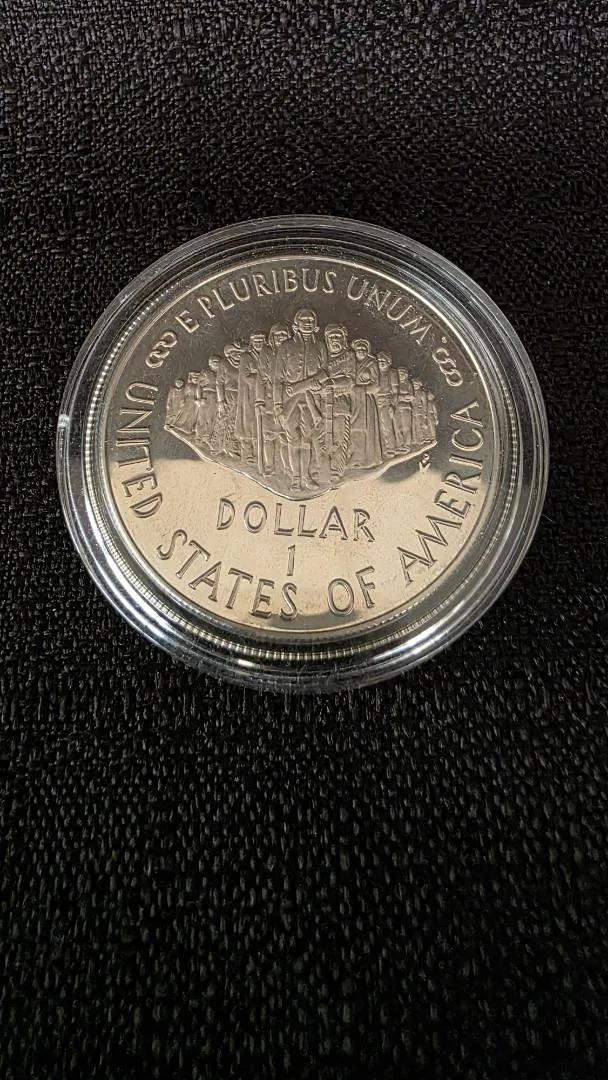 E PLURIBUS UNUM
DOLLAR
1
UNITED STATES OF AMERICA